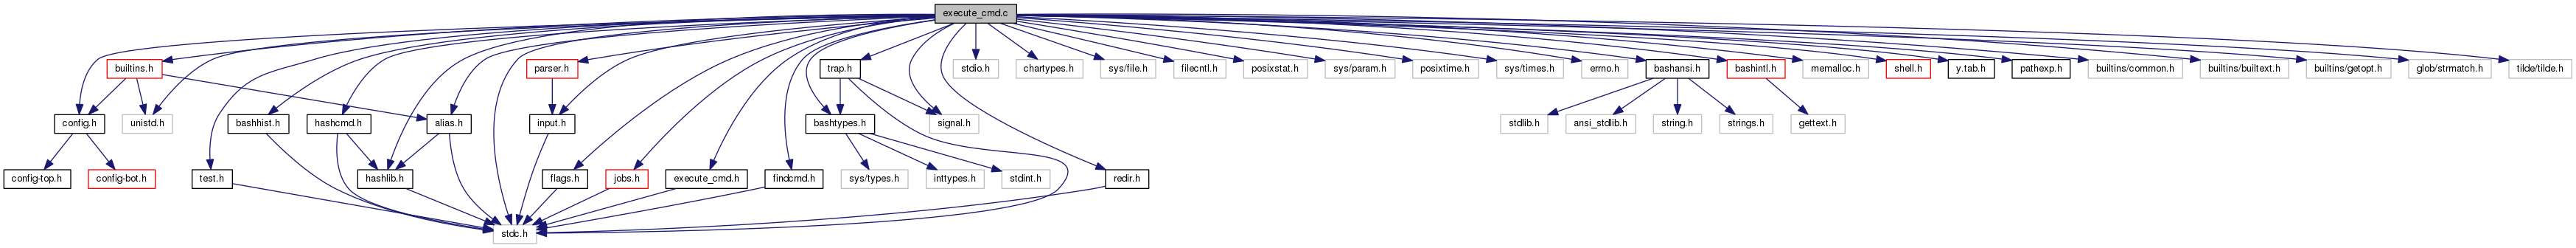 execute_cmd.c
builtins.h
parser.h
trap.h
stdio.h
chartypes.h
sys/file.h
filecntl.h
posixstat.h
sys/param.h
posixtime.h
sys/times.h
errno.h
bashansi.h
bashintl.h
memalloc.h
shell.h
y.tab.h
pathexp.h
builtins/common.h
builtins/builtext.h
builtins/getopt.h
glob/strmatch.h
tilde/tilde.h
config.h
unistd.h
bashhist.h
hashcmd.h
alias.h
input.h
bashtypes.h
signal.h
stdlib.h
ansi_stdlib.h
string.h
strings.h
gettext.h
config-top.h
config-bot.h
test.h
hashlib.h
flags.h
jobs.h
execute_cmd.h
findcmd.h
sys/types.h
inttypes.h
stdint.h
redir.h
stdc.h